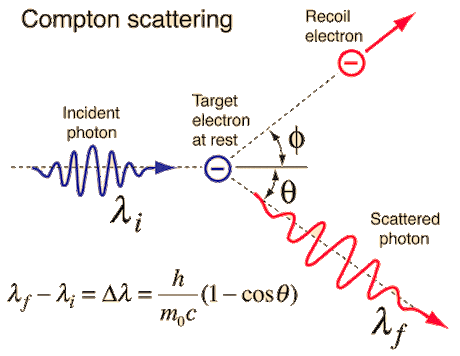 Compton scattering
Recoil
electron
Incident
photon
Target
electron
at rest
ϕ
θ
λi
Scattered
photon
λf
λf − λi = Δλ = h/m₀c (1 − cosθ)